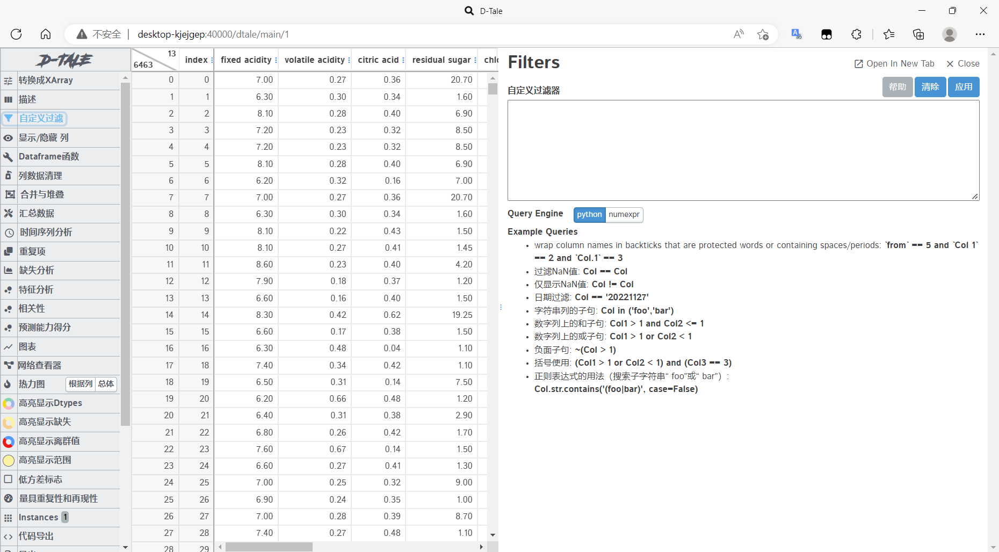 D-Tale
不安全
desktop-kjejgep:40000/dtale/main/1
D-TALE
转换成XArray
描述
自定义过滤
显示/隐藏 列
Dataframe函数
列数据清理
合并与堆叠
汇总数据
时间序列分析
重复项
缺失分析
特征分析
相关性
预测能力得分
图表
网络查看器
热力图 根据列 总体
高亮显示Dtypes
高亮显示缺失
高亮显示离群值
高亮显示范围
低方差标志
量具重复性和再现性
Instances 1
代码导出
13
6463
index fixed acidity volatile acidity citric acid residual sugar
0 0 7.00 0.27 0.36 20.70
1 1 6.30 0.30 0.34 1.60
2 2 8.10 0.28 0.40 6.90
3 3 7.20 0.23 0.32 8.50
4 4 7.20 0.23 0.32 8.50
5 5 8.10 0.28 0.40 6.90
6 6 6.20 0.32 0.16 7.00
7 7 7.00 0.27 0.36 20.70
8 8 6.30 0.30 0.34 1.60
9 9 8.10 0.22 0.43 1.50
10 10 8.10 0.27 0.41 1.45
11 11 8.60 0.23 0.40 4.20
12 12 7.90 0.18 0.37 1.20
13 13 6.60 0.16 0.40 1.50
14 14 8.30 0.42 0.62 19.25
15 15 6.60 0.17 0.38 1.50
16 16 6.30 0.48 0.04 1.10
17 18 7.40 0.34 0.42 1.10
18 19 6.50 0.31 0.14 7.50
19 20 6.20 0.66 0.48 1.20
20 21 6.40 0.31 0.38 2.90
21 22 6.80 0.26 0.42 1.70
22 23 7.60 0.67 0.14 1.50
23 24 6.60 0.27 0.41 1.30
24 25 7.00 0.25 0.32 9.00
25 26 6.90 0.24 0.35 1.00
26 27 7.00 0.28 0.39 8.70
27 28 7.40 0.27 0.48 1.10
28 29
Filters
Open In New Tab
Close
自定义过滤器
帮助 清除 应用
Query Engine python numexpr
Example Queries
wrap column names in backticks that are protected words or containing spaces/periods: `from` == 5 and `Col 1`
== 2 and `Col.1` == 3
过滤NaN值: Col == Col
仅显示NaN值: Col != Col
日期过滤: Col == '20221127'
字符串列的子句: Col in ('foo','bar')
数字列上的和子句: Col1 > 1 and Col2 <= 1
数字列上的或子句: Col1 > 1 or Col2 < 1
负面子句: ~(Col > 1)
括号使用: (Col1 > 1 or Col2 < 1) and (Col3 == 3)
正则表达式的用法（搜索子字符串“ foo”或“ bar”）:
Col.str.contains('(foo|bar)', case=False)